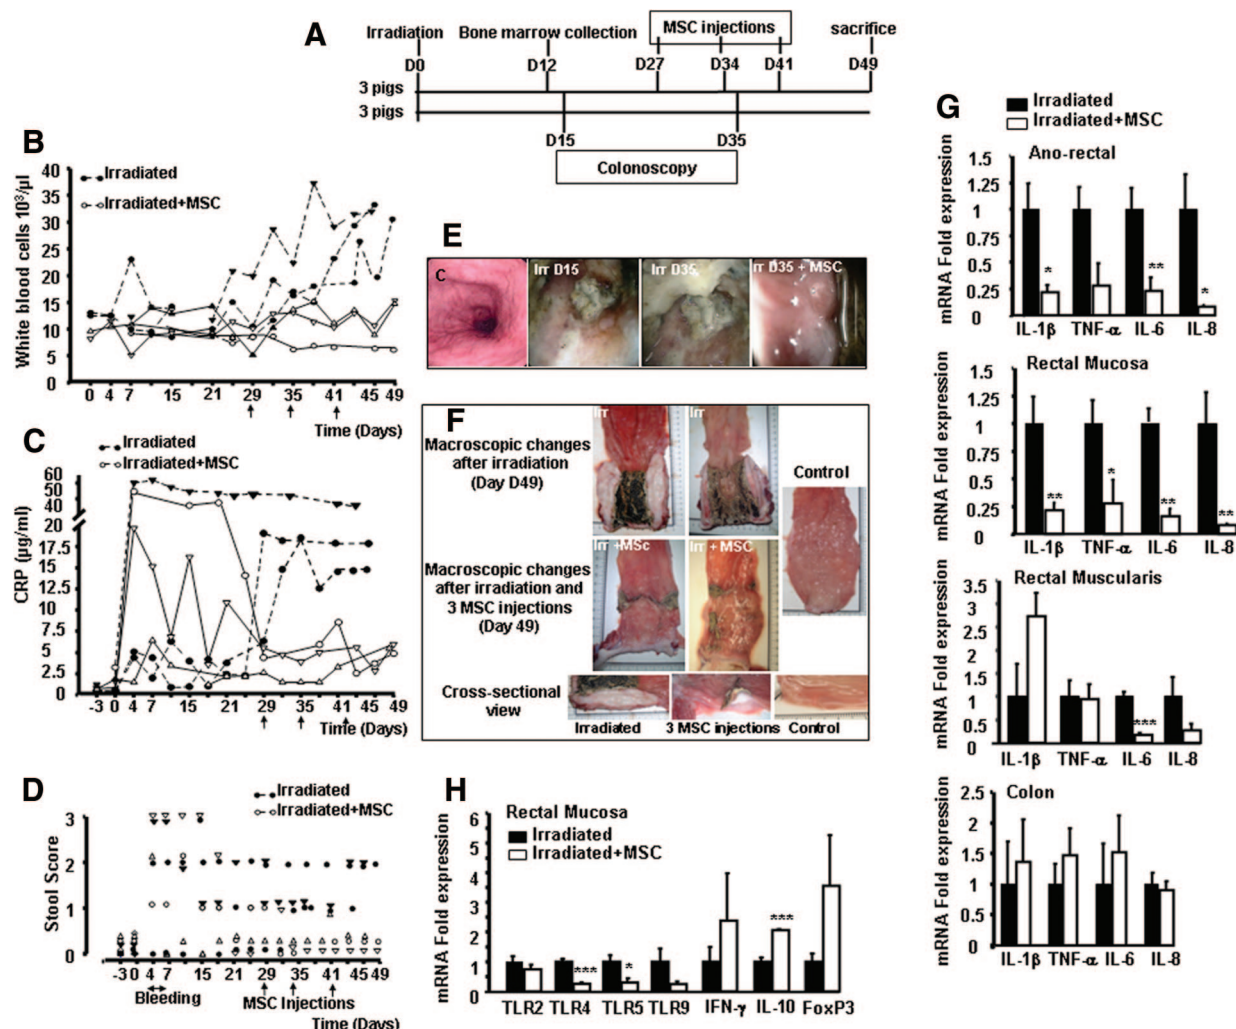 A
Irradiation Bone marrow collection MSC injections sacrifice
D0 D12 D27 D34 D41 D49
3 pigs
3 pigs
D15 D35
Colonoscopy
B
Irradiated
Irradiated+MSC
White blood cells 10³/µl
40
35
30
25
20
15
10
5
0
0 4 7 15 21 29 35 41 45 49
Time (Days)
C
Irradiated
Irradiated+MSC
CRP (µg/ml)
60
50
40
20
17.5
15
12.5
10
7.5
5
2.5
-3 0 4 7 15 21 29 35 41 45 49
Time (Days)
D
Irradiated
Irradiated+MSC
Stool Score
3
2
1
0
-3 0 4 7 15 21 29 35 41 45 49
Bleeding MSC Injections
Time (Days)
E
C
Irr D15
Irr D35
Irr D35 + MSC
F
Irr
Irr
Macroscopic changes
after irradiation
(Day D49)
Control
Irr +MSc
Irr + MSC
Macroscopic changes
after irradiation and
3 MSC injections
(Day 49)
Cross-sectional
view
Irradiated 3 MSC injections Control
G
Irradiated
Irradiated+MSC
Ano-rectal
mRNA Fold expression
1.5
1.25
1
0.75
0.25
0
* ** *
IL-1β TNF-α IL-6 IL-8
Rectal Mucosa
mRNA Fold expression
1.5
1.25
1
0.75
0.25
0
** * ** **
IL-1β TNF-α IL-6 IL-8
Rectal Muscularis
mRNA Fold expression
3.5
3
2
1.5
1
0.5
0
***
IL-1β TNF-α IL-6 IL-8
Colon
mRNA Fold expression
2.5
2
1.5
1
0.5
0
IL-1β TNF-α IL-6 IL-8
H
Rectal Mucosa
Irradiated
Irradiated+MSC
mRNA Fold expression
6
5
4
3
2
1
0
*** * ***
TLR2 TLR4 TLR5 TLR9 IFN-γ IL-10 FoxP3